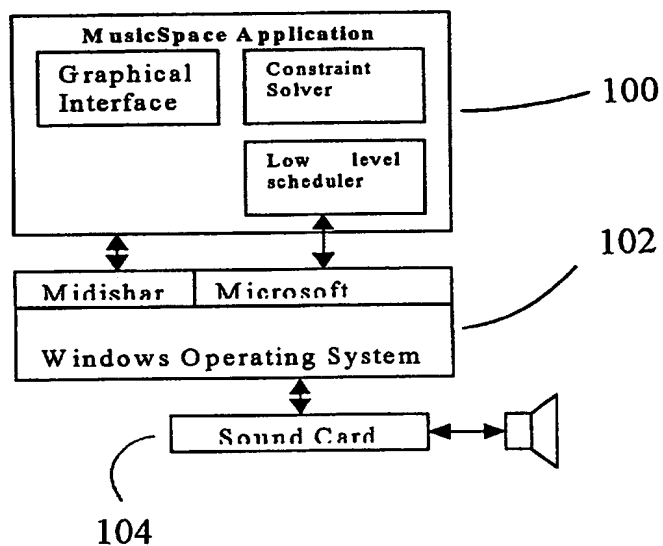 MusicSpace Application
Graphical
Interface
Constraint
Solver
100
Low level
scheduler
102
Midishar
Microsoft
Windows Operating System
Sound Card
104